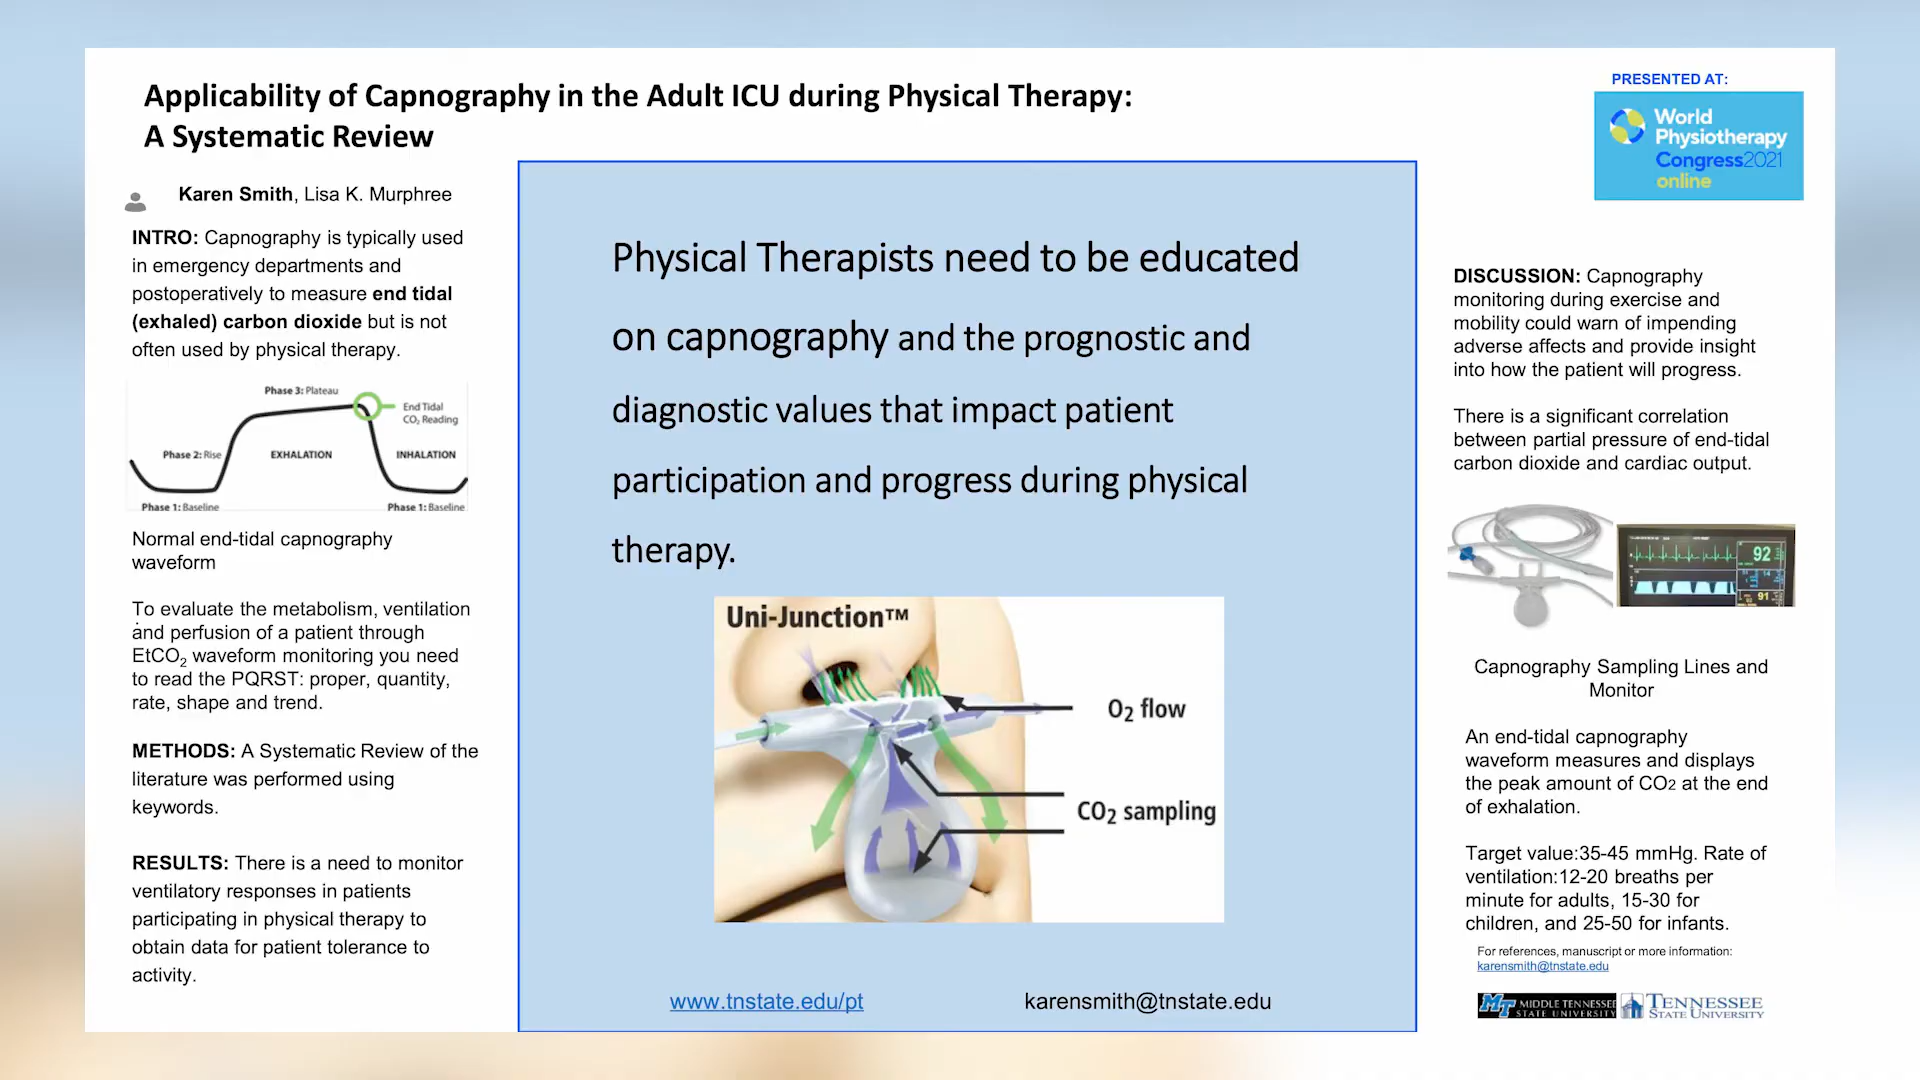 Applicability of Capnography in the Adult ICU during Physical Therapy:
A Systematic Review
PRESENTED AT:
World
Physiotherapy
Congress2021
online
Karen Smith, Lisa K. Murphree
INTRO: Capnography is typically used
in emergency departments and
postoperatively to measure end tidal
(exhaled) carbon dioxide but is not
often used by physical therapy.
Phase 3: Plateau
End Tidal
CO₂ Reading
Phase 2: Rise
EXHALATION
INHALATION
Phase 1: Baseline
Phase 1: Baseline
Normal end-tidal capnography
waveform
To evaluate the metabolism, ventilation
and perfusion of a patient through
EtCO₂ waveform monitoring you need
to read the PQRST: proper, quantity,
rate, shape and trend.
METHODS: A Systematic Review of the
literature was performed using
keywords.
RESULTS: There is a need to monitor
ventilatory responses in patients
participating in physical therapy to
obtain data for patient tolerance to
activity.
Physical Therapists need to be educated
on capnography and the prognostic and
diagnostic values that impact patient
participation and progress during physical
therapy.
Uni-Junction™
O₂ flow
CO₂ sampling
www.tnstate.edu/pt
karensmith@tnstate.edu
DISCUSSION: Capnography
monitoring during exercise and
mobility could warn of impending
adverse affects and provide insight
into how the patient will progress.
There is a significant correlation
between partial pressure of end-tidal
carbon dioxide and cardiac output.
92
14
91
Capnography Sampling Lines and
Monitor
An end-tidal capnography
waveform measures and displays
the peak amount of CO2 at the end
of exhalation.
Target value:35-45 mmHg. Rate of
ventilation:12-20 breaths per
minute for adults, 15-30 for
children, and 25-50 for infants.
For references, manuscript or more information:
karensmith@tnstate.edu
MT MIDDLE TENNESSEE
STATE UNIVERSITY
TENNESSEE
STATE UNIVERSITY